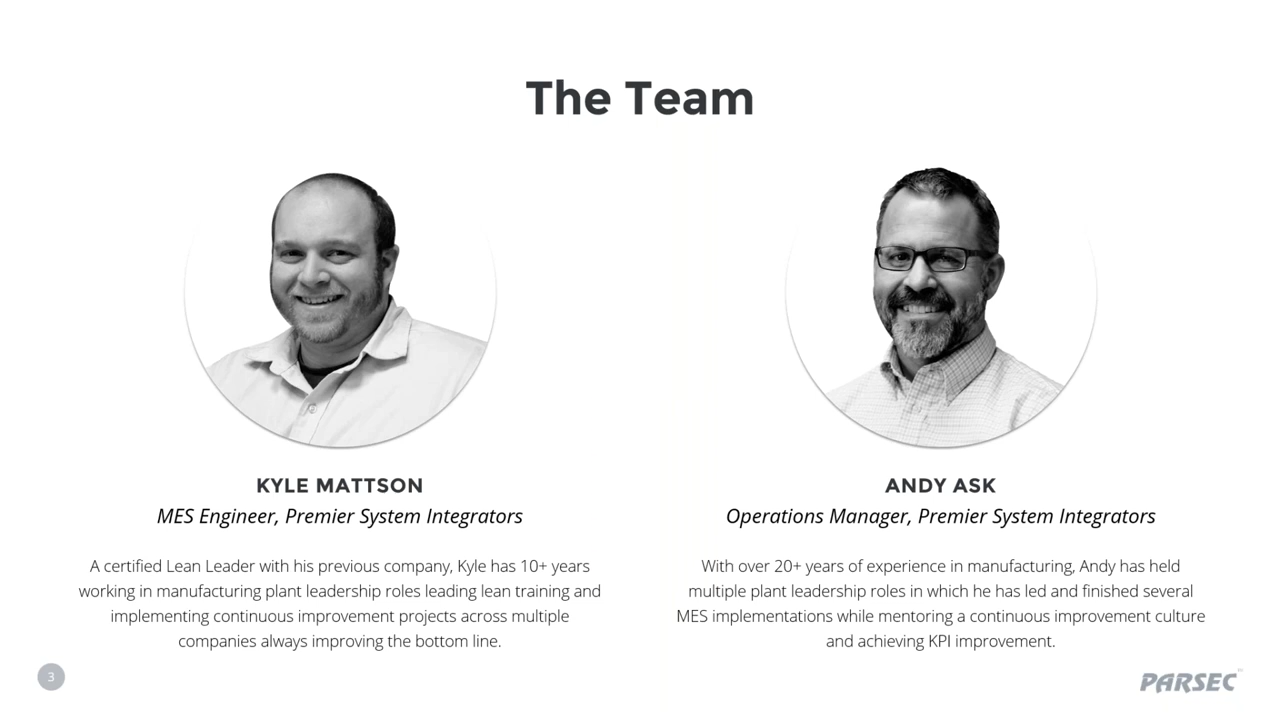 The Team
KYLE MATTSON
MES Engineer, Premier System Integrators
A certified Lean Leader with his previous company, Kyle has 10+ years
working in manufacturing plant leadership roles leading lean training and
implementing continuous improvement projects across multiple
companies always improving the bottom line.
ANDY ASK
Operations Manager, Premier System Integrators
With over 20+ years of experience in manufacturing, Andy has held
multiple plant leadership roles in which he has led and finished several
MES implementations while mentoring a continuous improvement culture
and achieving KPI improvement.
3
PARSEC